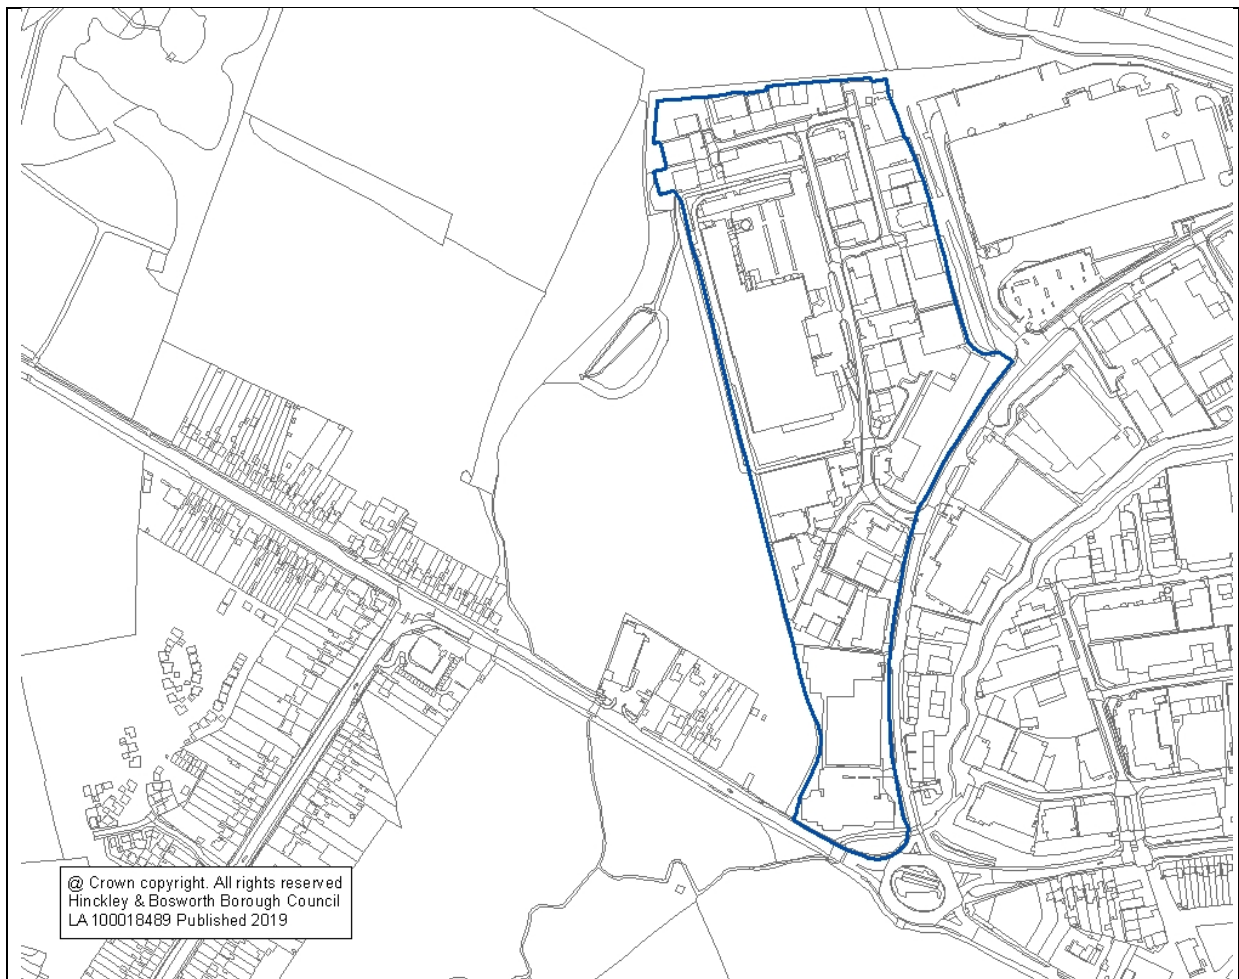 @ Crown copyright. All rights reserved
Hinckley & Bosworth Borough Council
LA 100018489 Published 2019